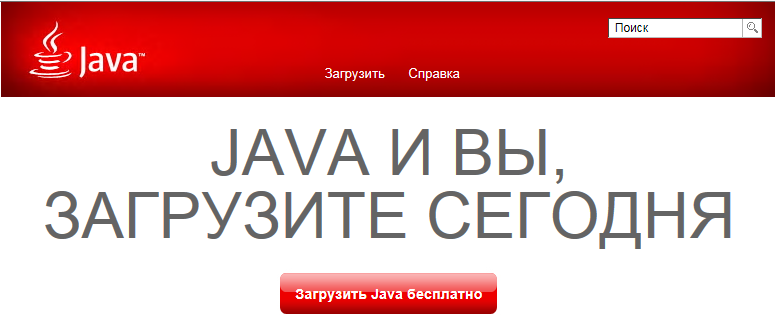 Java™
Поиск
Загрузить Справка
JAVA И ВЫ,
ЗАГРУЗИТЕ СЕГОДНЯ
Загрузить Java бесплатно